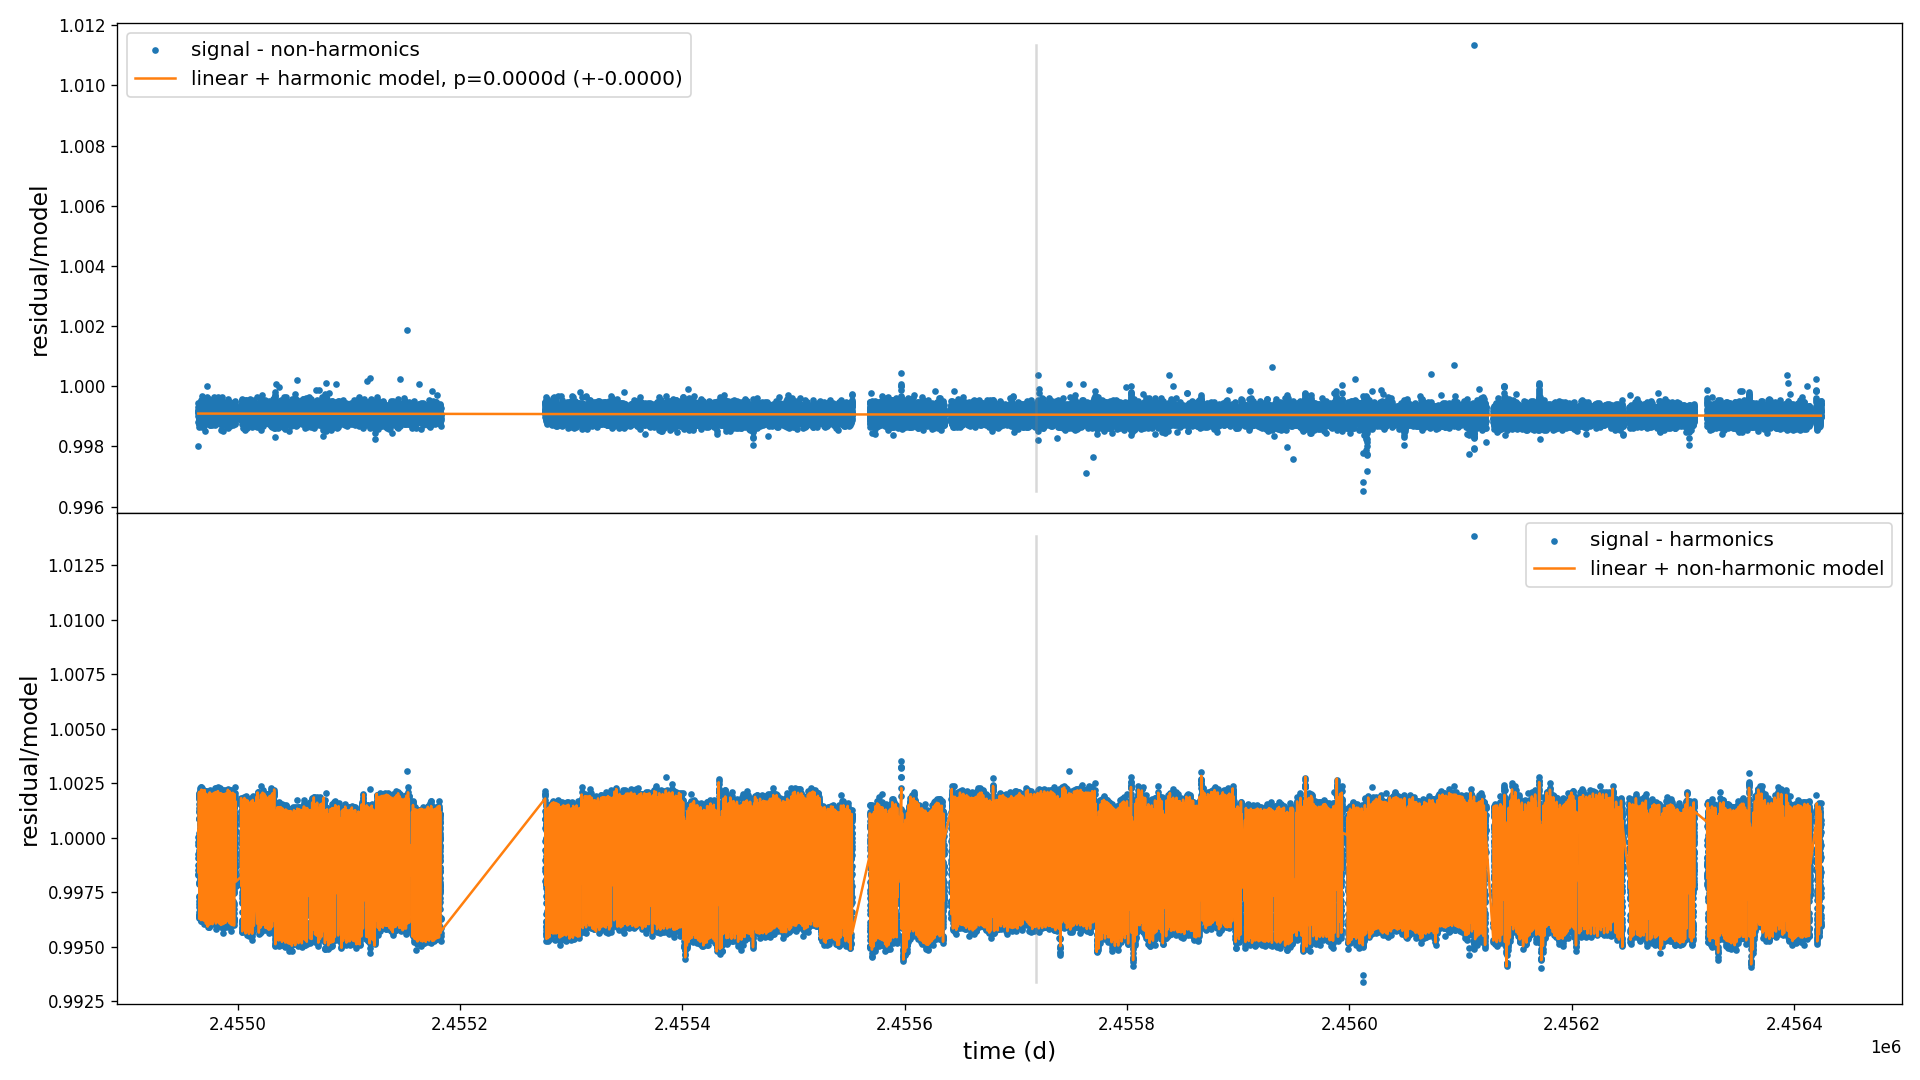 1.012
signal - non-harmonics
linear + harmonic model, p=0.0000d (+-0.0000)
1.010
1.008
1.006
1.004
1.002
1.000
0.998
0.996
residual/model
signal - harmonics
linear + non-harmonic model
1.0125
1.0100
1.0075
1.0050
1.0025
1.0000
0.9975
0.9950
0.9925
residual/model
2.4550 2.4552 2.4554 2.4556 2.4558 2.4560 2.4562 2.4564
1e6
time (d)